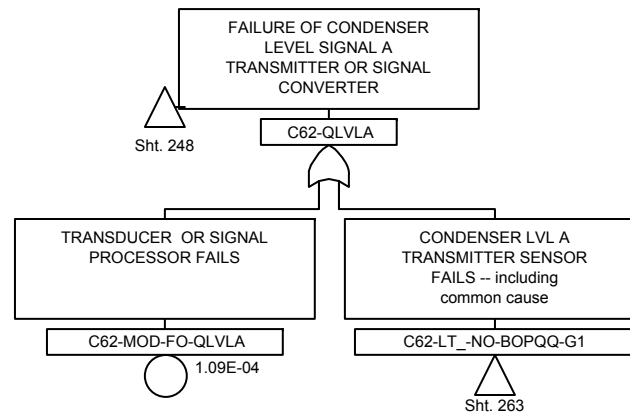 FAILURE OF CONDENSER
LEVEL SIGNAL A
TRANSMITTER OR SIGNAL
CONVERTER
Sht. 248
C62-QLVLA
TRANSDUCER OR SIGNAL
PROCESSOR FAILS
C62-MOD-FO-QLVLA
1.09E-04
CONDENSER LVL A
TRANSMITTER SENSOR
FAILS -- including
common cause
C62-LT_-NO-BOPQQ-G1
Sht. 263